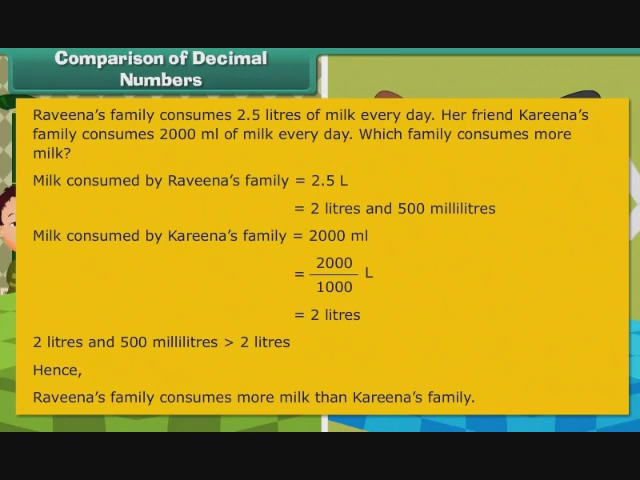 Comparison of Decimal
Numbers
Raveena's family consumes 2.5 litres of milk every day. Her friend Kareena's
family consumes 2000 ml of milk every day. Which family consumes more
milk?
Milk consumed by Raveena's family = 2.5 L
= 2 litres and 500 millilitres
Milk consumed by Kareena's family = 2000 ml
= 2000/1000 L
= 2 litres
2 litres and 500 millilitres > 2 litres
Hence,
Raveena's family consumes more milk than Kareena's family.